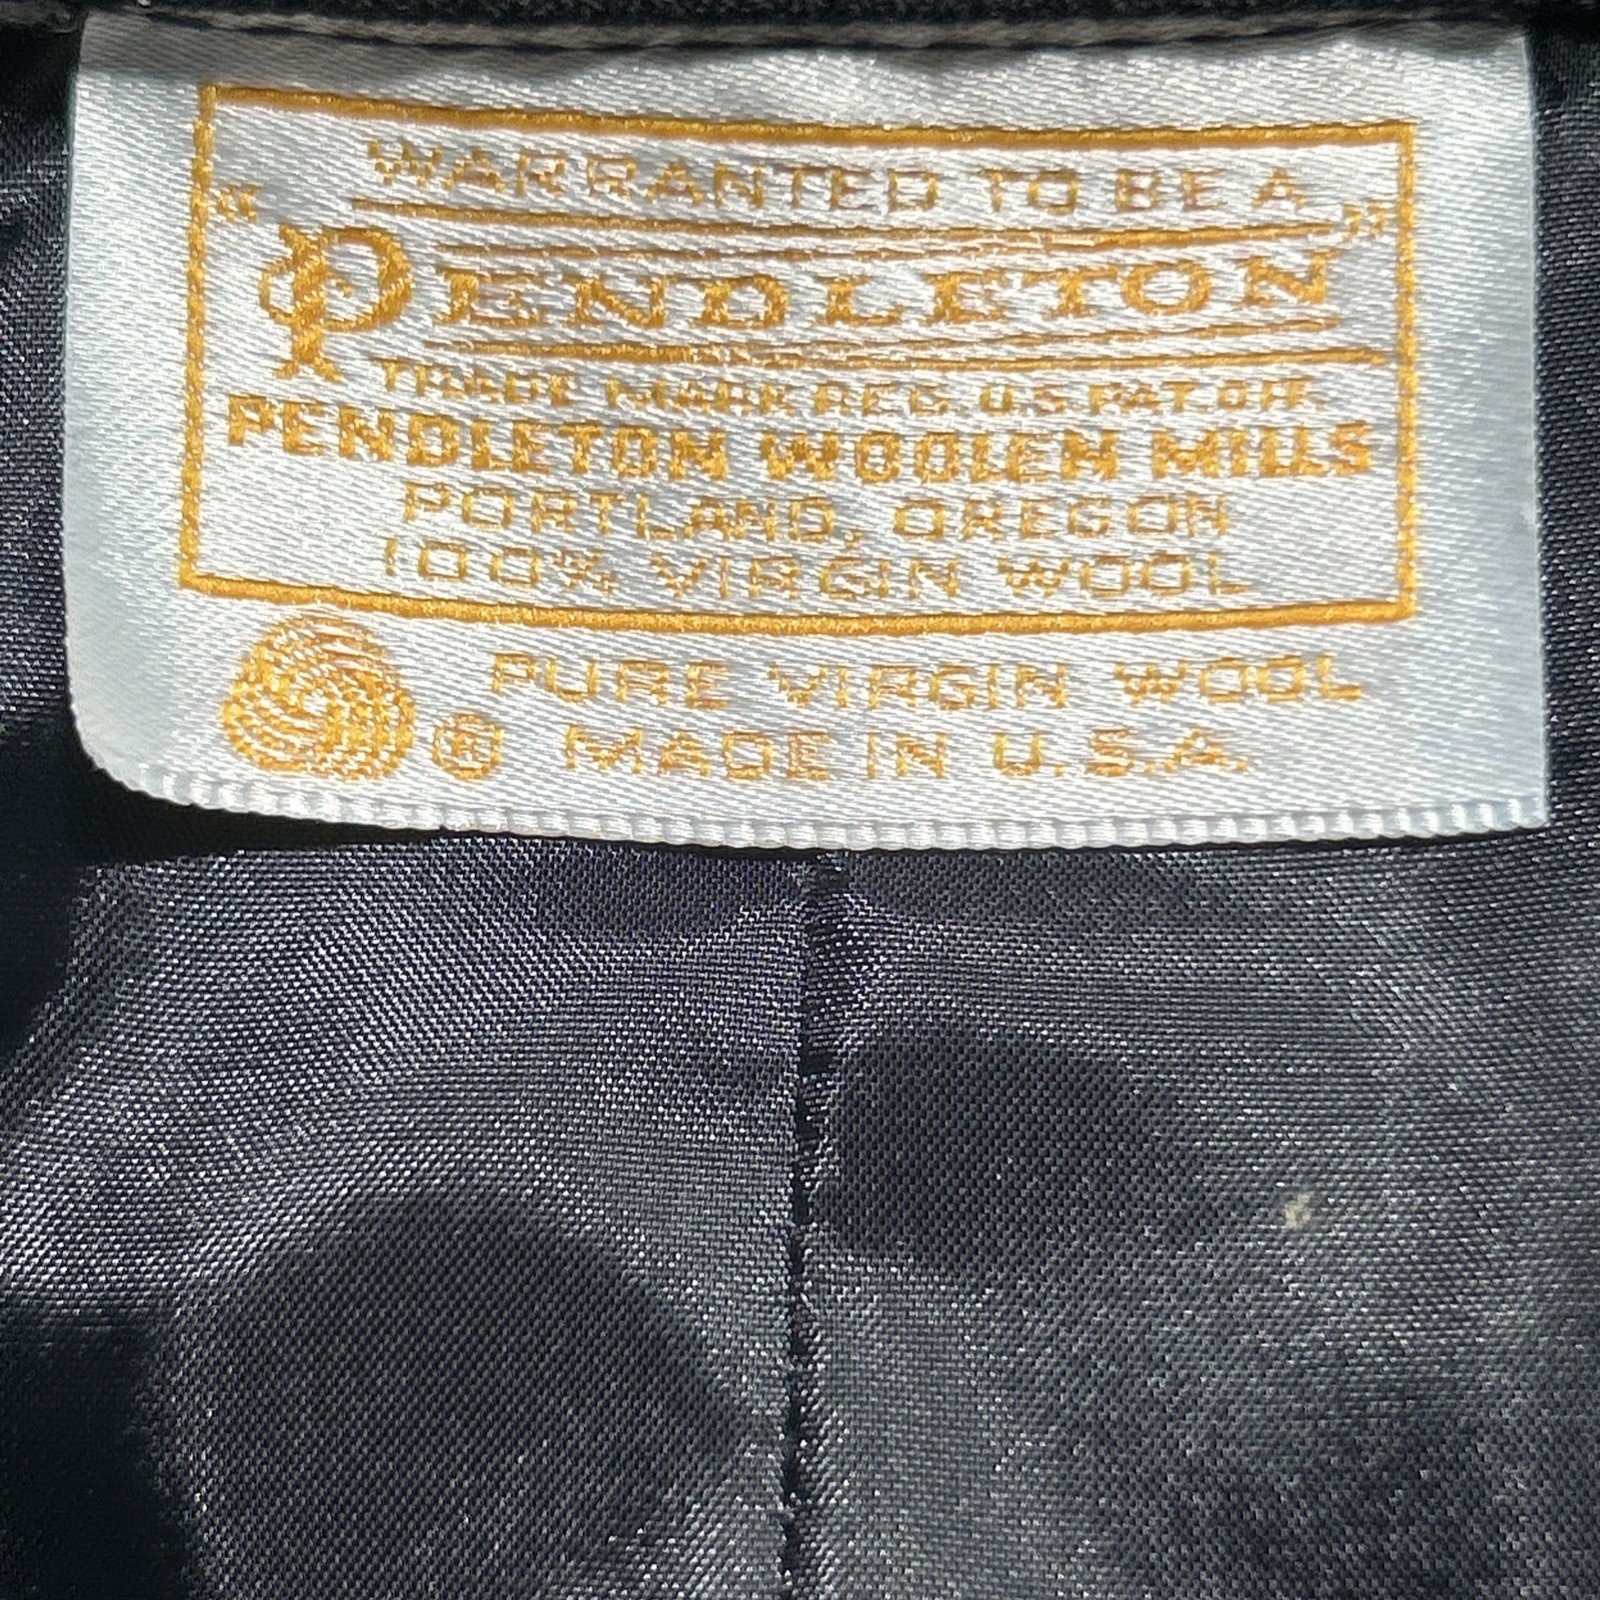 WARRANTED TO BE A
"PENDLETON"
TRADE MARK REG. U.S. PAT. OFF.
PENDLETON WOOLEN MILLS
PORTLAND, OREGON
100% VIRGIN WOOL
PURE VIRGIN WOOL
® MADE IN U.S.A.